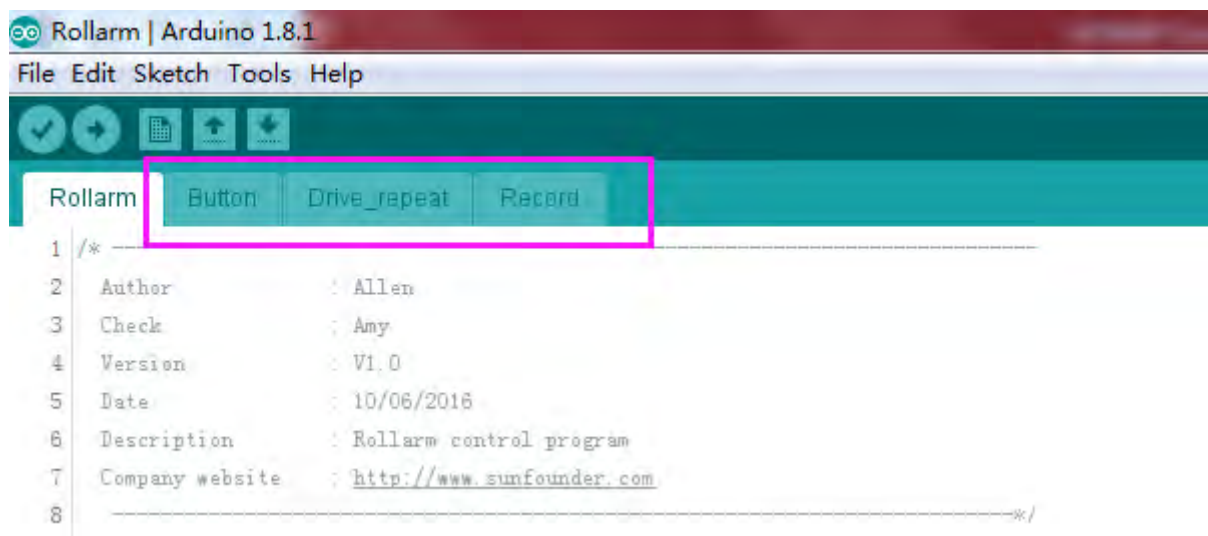 Rollarm | Arduino 1.8.1
File Edit Sketch Tools Help
Rollarm Button Drive_repeat Record
1 /*
2 Author : Allen
3 Check : Amy
4 Version : V1.0
5 Date : 10/06/2016
6 Description : Rollarm control program
7 Company website : http://www.sunfounder.com
8 */